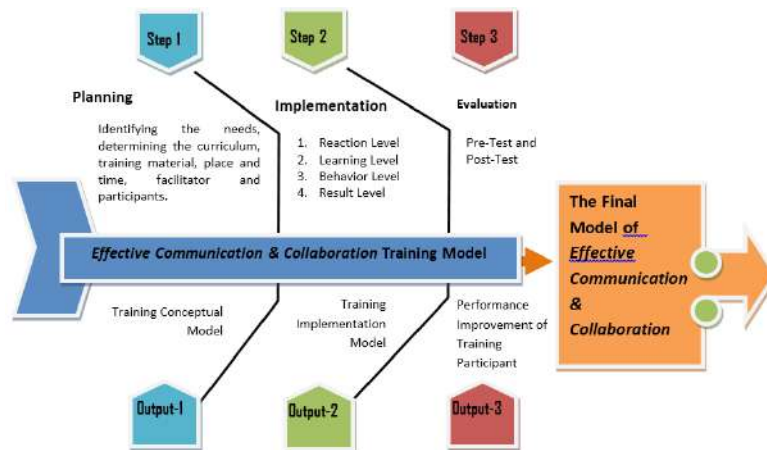 Step 1
Step 2
Step 3
Planning
Identifying the needs,
determining the curriculum,
training material, place and
time, facilitator and
participants.
Implementation
1. Reaction Level
2. Learning Level
3. Behavior Level
4. Result Level
Evaluation
Pre-Test and
Post-Test
Effective Communication & Collaboration Training Model
The Final
Model of
Effective
Communication
&
Collaboration
Training Conceptual
Model
Training
Implementation
Model
Performance
Improvement of
Training
Participant
Output-1
Output-2
Output-3